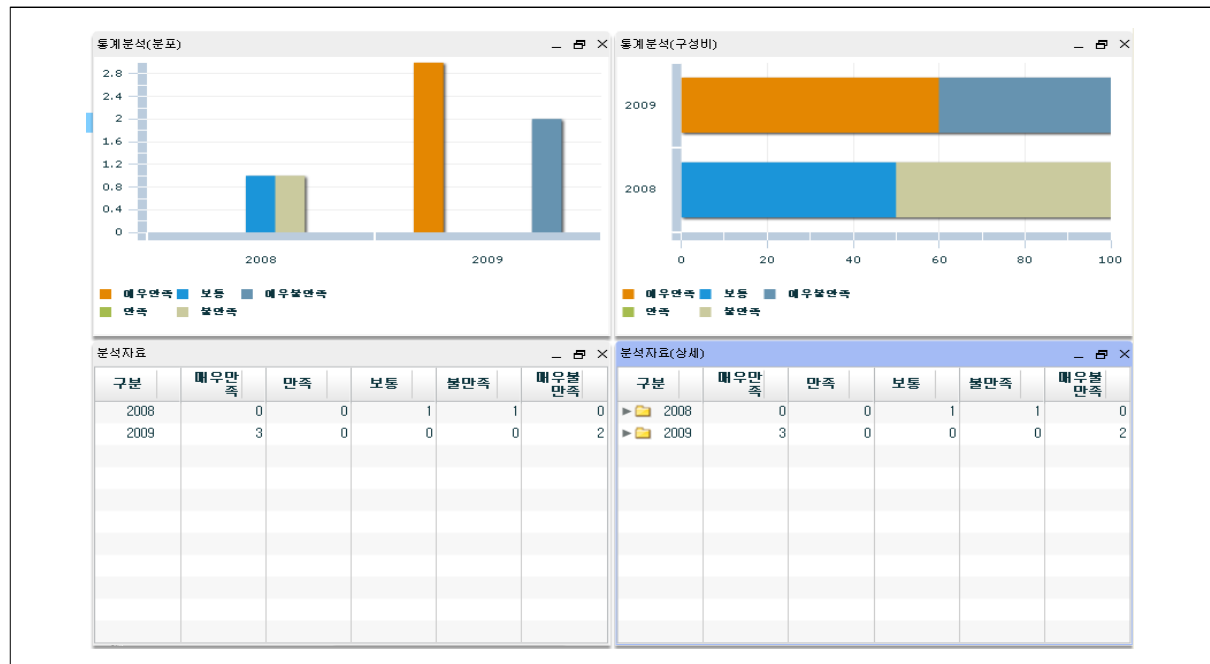 통계분석(분포)
2.8
2.4
2
1.6
1.2
0.8
0.4
0
2008 2009
매우만족 보통 매우불만족
만족 불만족
통계분석(구성비)
2009
2008
0 20 40 60 80 100
매우만족 보통 매우불만족
만족 불만족
분석자료
구분 매우만족 만족 보통 불만족 매우불만족
2008 0 0 1 1 0
2009 3 0 0 0 2
분석자료(상세)
구분 매우만족 만족 보통 불만족 매우불만족
2008 0 0 1 1 0
2009 3 0 0 0 2